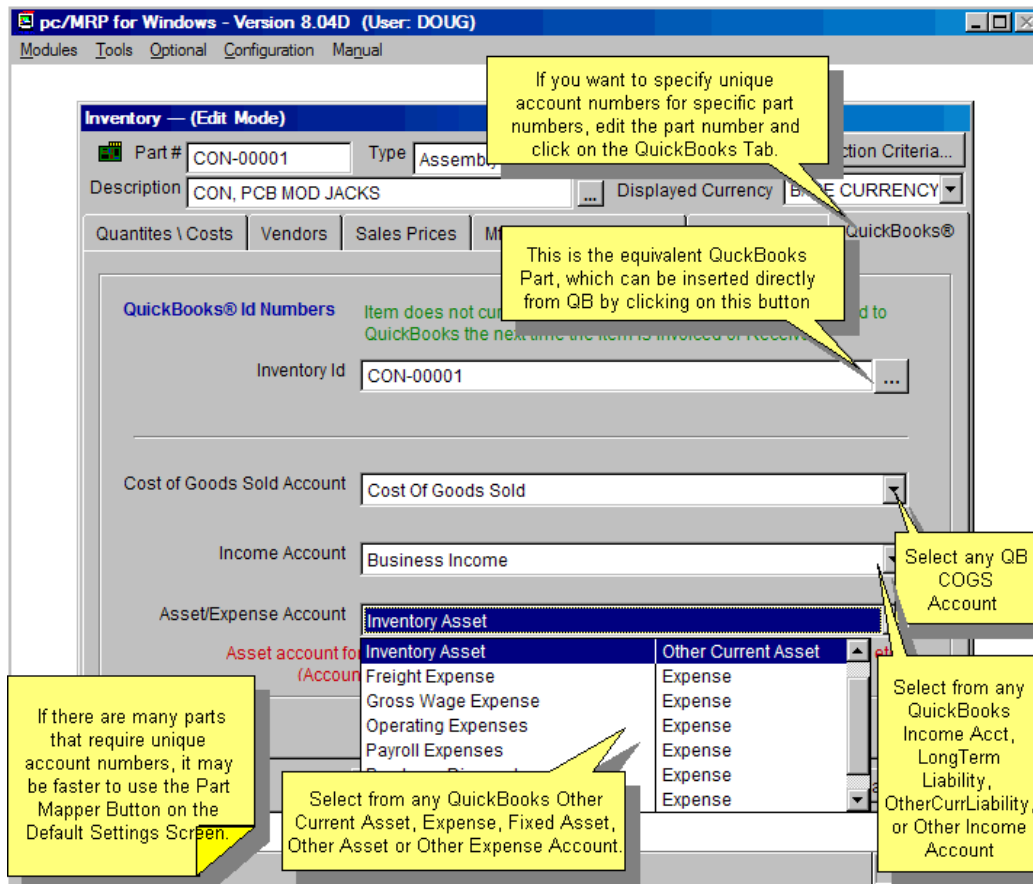 pc/MRP for Windows - Version 8.04D (User: DOUG)
Modules Tools Optional Configuration Manual
If you want to specify unique
account numbers for specific part
numbers, edit the part number and
click on the QuickBooks Tab.
Inventory — (Edit Mode)
Part # CON-00001 Type Assembly
Criteria...
Description CON, PCB MOD JACKS ... Displayed Currency CURRENCY
Quantites \ Costs Vendors Sales Prices QuickBooks®
This is the equivalent QuckBooks
Part, which can be inserted directly
from QB by clicking on this button
QuickBooks® Id Numbers Item does not to
QuickBooks the next time the item is Invoiced or
Inventory Id CON-00001 ...
Cost of Goods Sold Account Cost Of Goods Sold
Income Account Business Income
Select any QB
COGS
Account
Asset/Expense Account Inventory Asset
Asset account
Inventory Asset Other Current Asset
Freight Expense Expense
Gross Wage Expense Expense
Operating Expenses Expense
Payroll Expenses Expense
Expense
Expense
If there are many parts
that require unique
account numbers, it may
be faster to use the Part
Mapper Button on the
Default Settings Screen.
Select from any QuickBooks Other
Current Asset, Expense, Fixed Asset,
Other Asset or Other Expense Account.
Select from any
QuickBooks
Income Acct,
LongTerm
Liability,
OtherCurrLiability,
or Other Income
Account